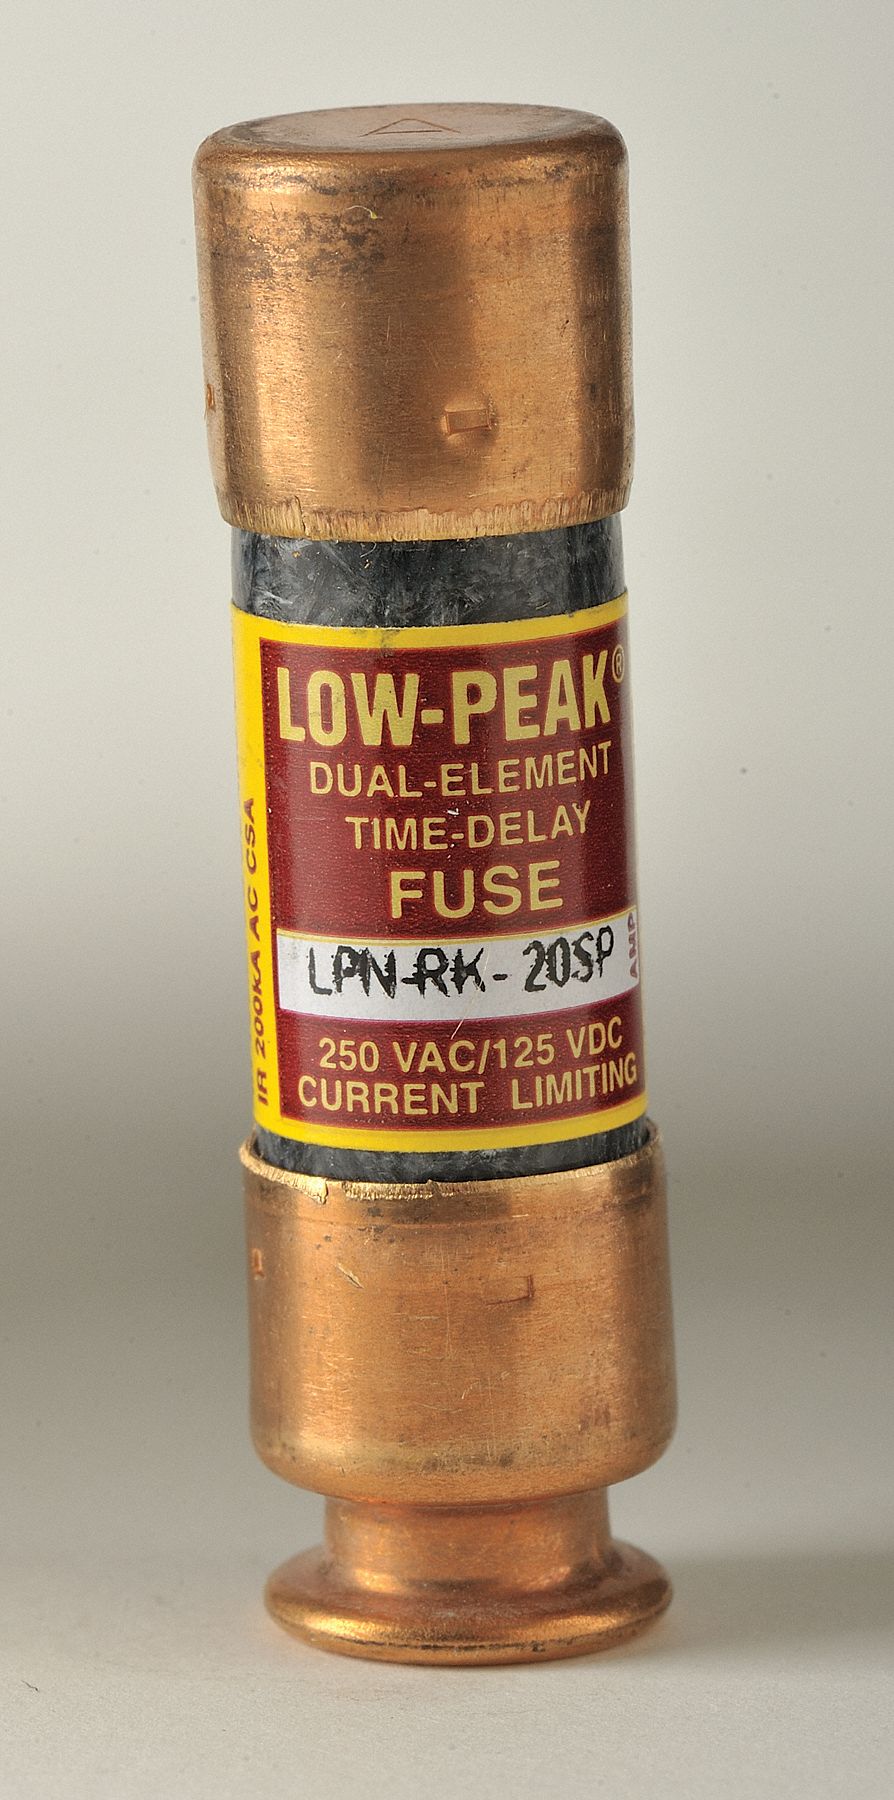 LOW-PEAK®
DUAL-ELEMENT
TIME-DELAY
FUSE
LPN-RK-20SP AMP
250 VAC/125 VDC
CURRENT LIMITING
IR 200KA AC CSA